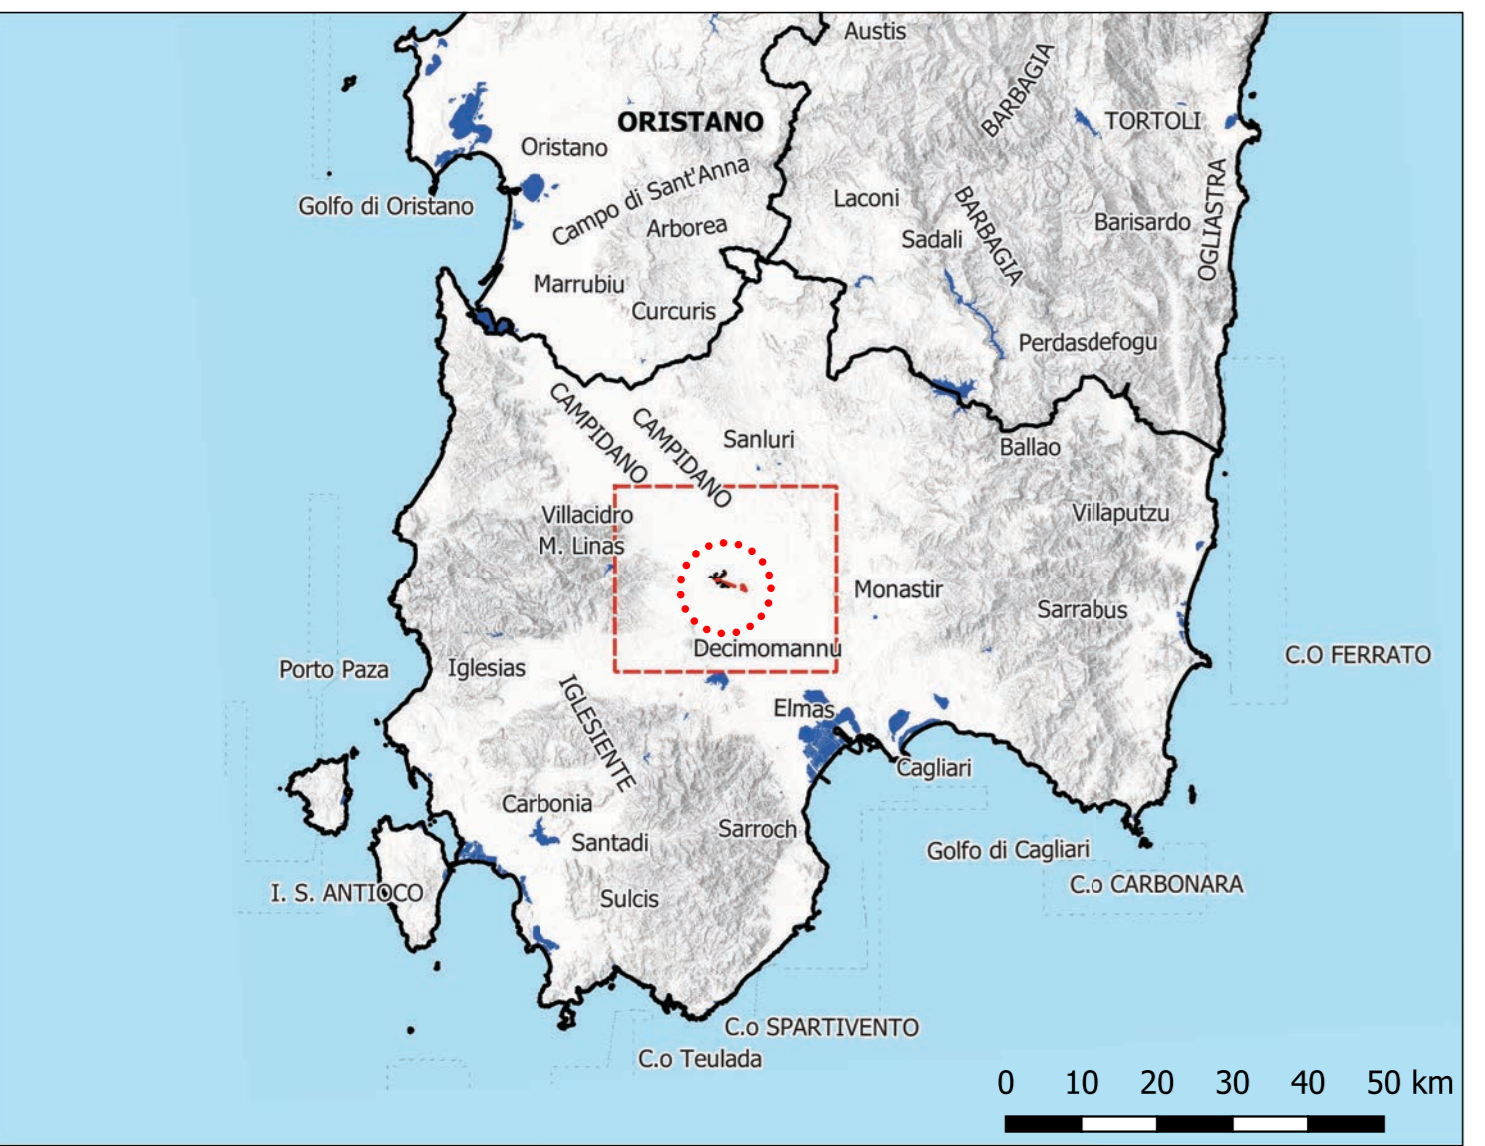 Austis
BARBAGIA
ORISTANO
TORTOLI
Oristano
Campo di Sant'Anna
Laconi
Golfo di Oristano
Arborea
BARBAGIA
Barisardo
OGLIASTRA
Sadali
Marrubiu
Curcuris
Perdasdefogu
CAMPIDANO
CAMPIDANO
Sanluri
Ballao
Villacidro
Villaputzu
M. Linas
Monastir
Sarrabus
Decimomannu
C.O FERRATO
Porto Paza
Iglesias
IGLESIENTE
Elmas
Cagliari
Carbonia
Sarroch
Santadi
Golfo di Cagliari
I. S. ANTIOCO
C.o CARBONARA
Sulcis
C.o SPARTIVENTO
C.o Teulada
0 10 20 30 40 50 km